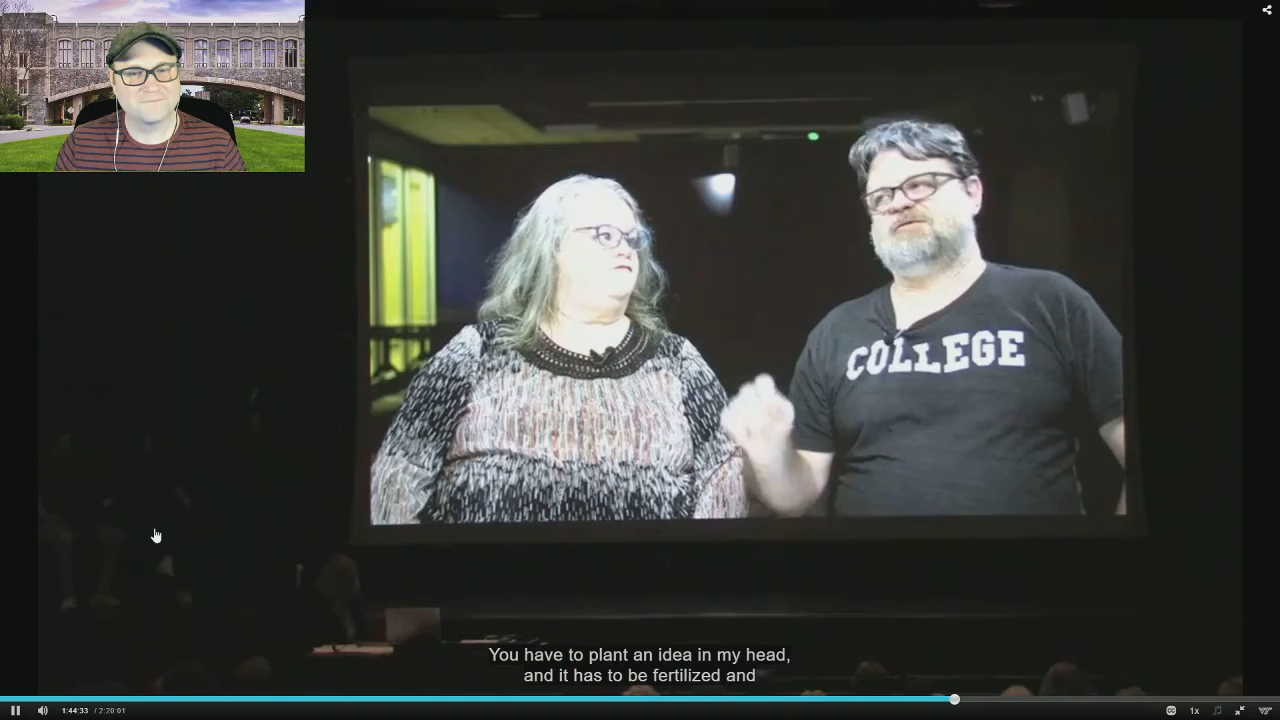 COLLEGE
You have to plant an idea in my head,
and it has to be fertilized and
1:44:33 / 2:20:01
CC
1x